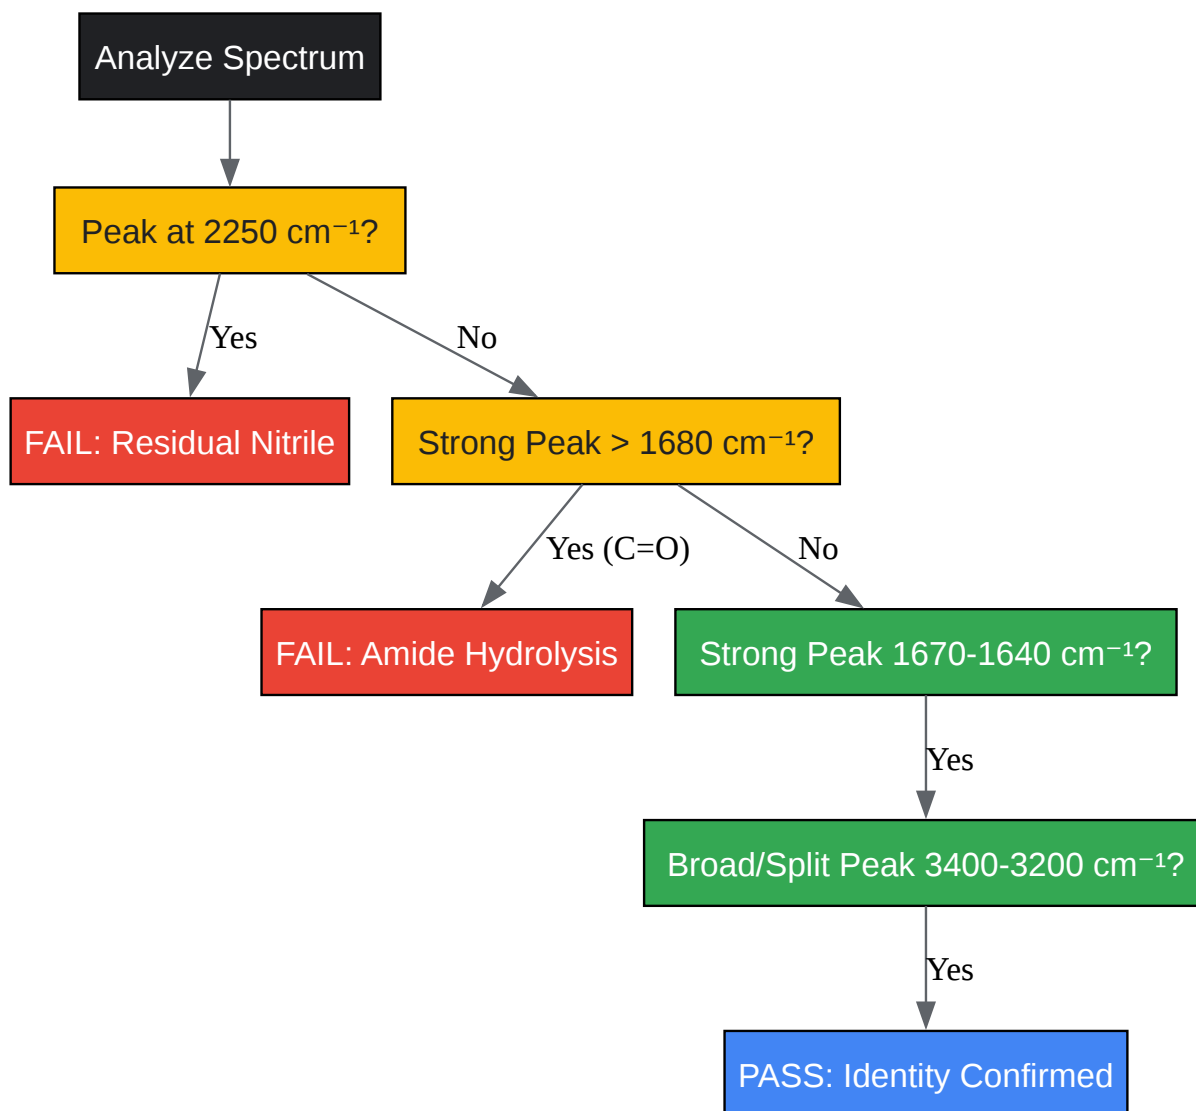 Analyze Spectrum
Peak at 2250 cm⁻¹?
Yes
No
FAIL: Residual Nitrile
Strong Peak > 1680 cm⁻¹?
Yes (C=O)
No
FAIL: Amide Hydrolysis
Strong Peak 1670-1640 cm⁻¹?
Yes
Broad/Split Peak 3400-3200 cm⁻¹?
Yes
PASS: Identity Confirmed